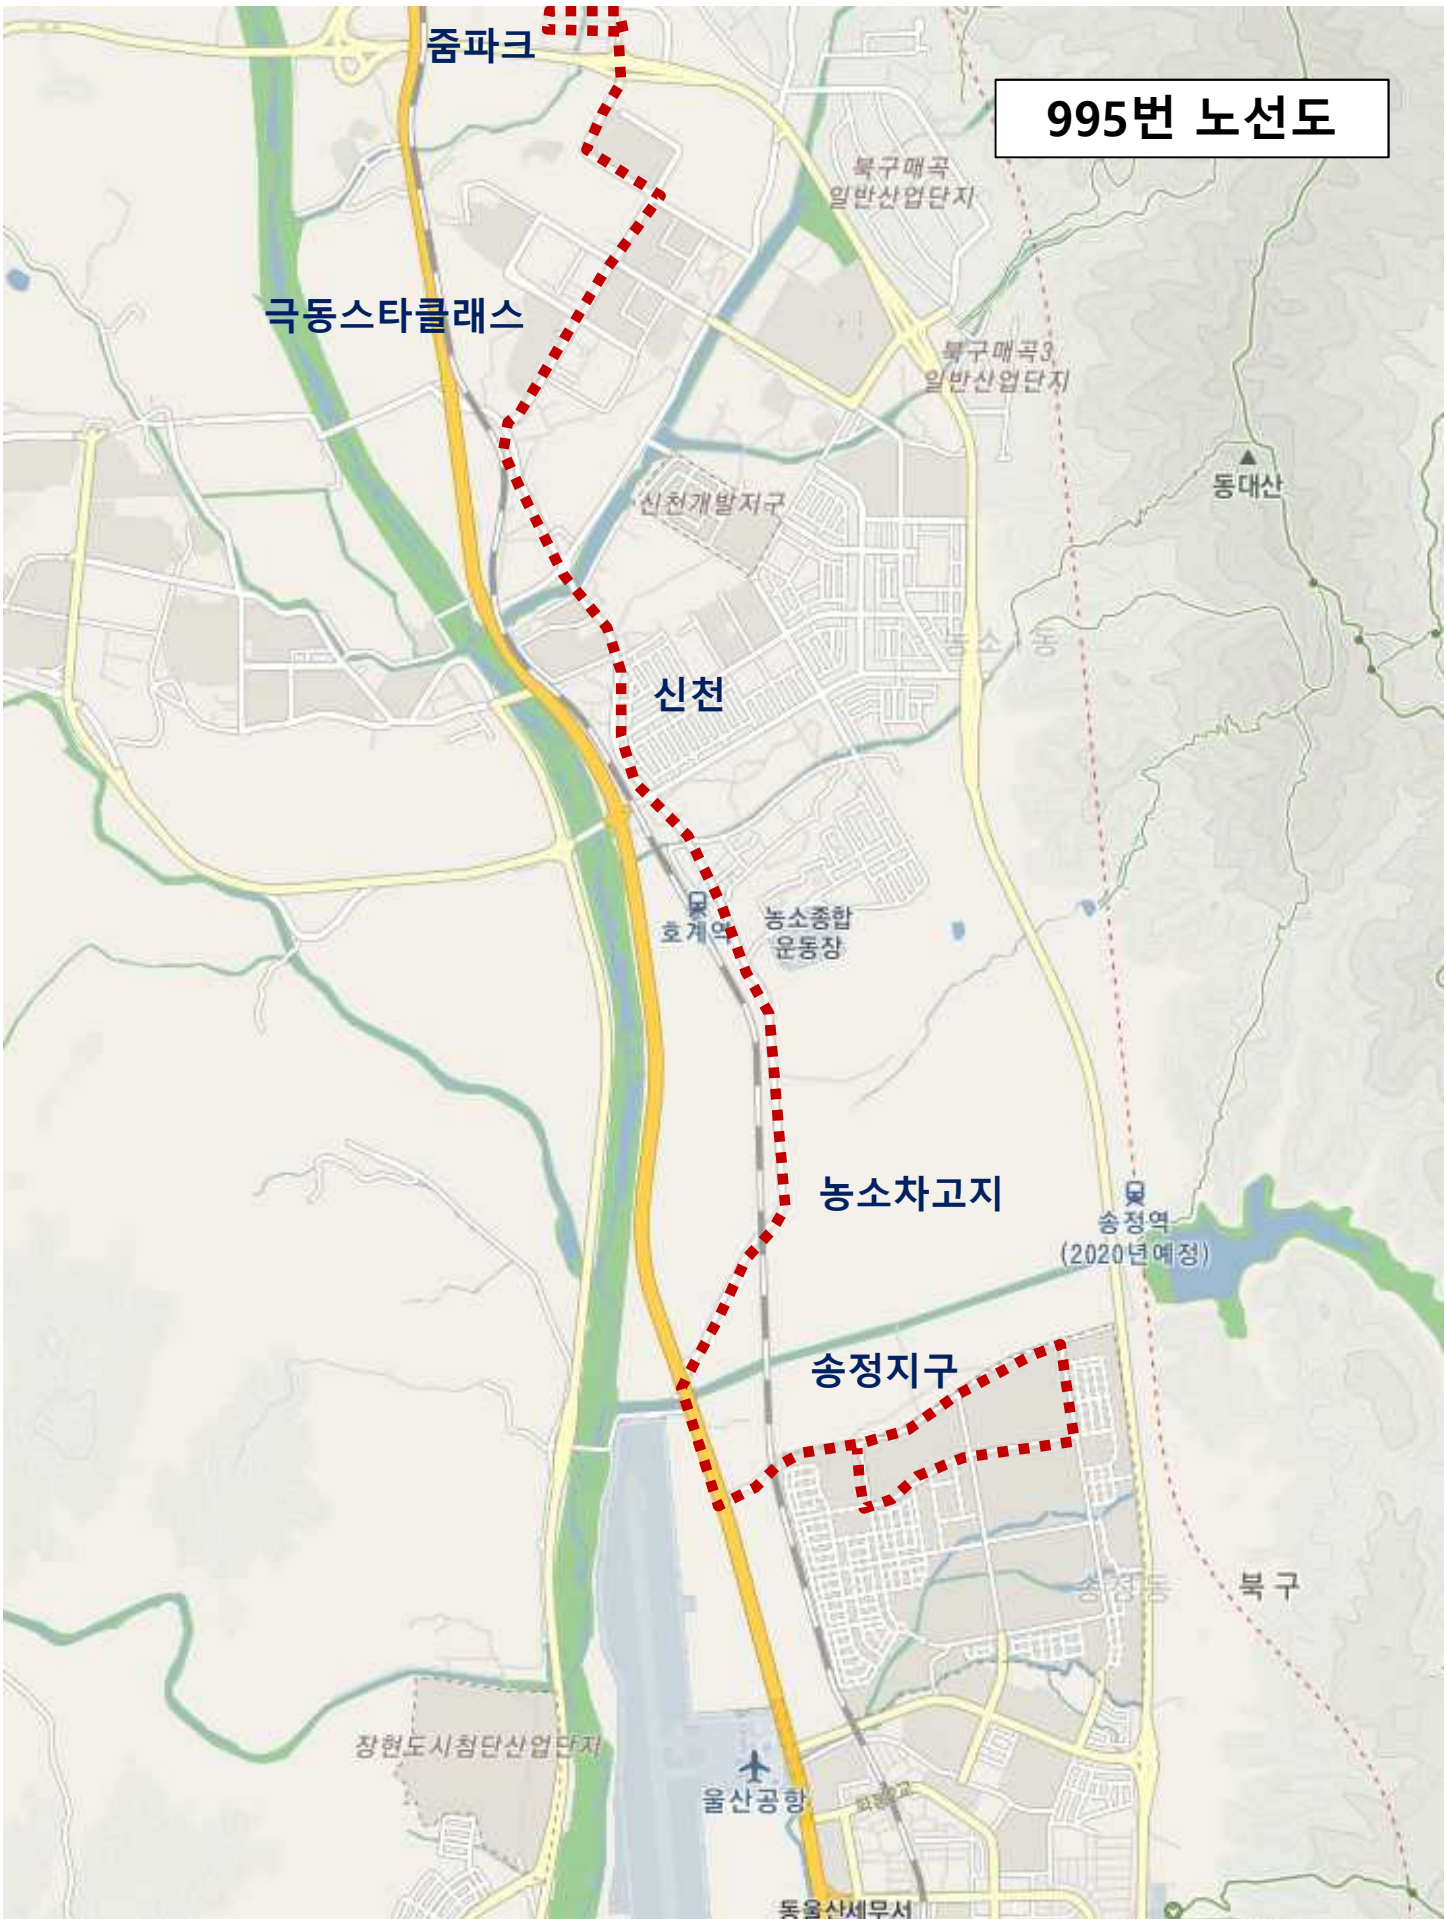 줌파크
995번 노선도
북구매곡
일반산업단지
극동스타클래스
북구매곡3
일반산업단지
동대산
신천개발지구
신천
호계역
농소종합
운동장
농소차고지
송정역
(2020년예정)
송정지구
송정동
북구
장현도시첨단산업단지
울산공항
동울산세무서